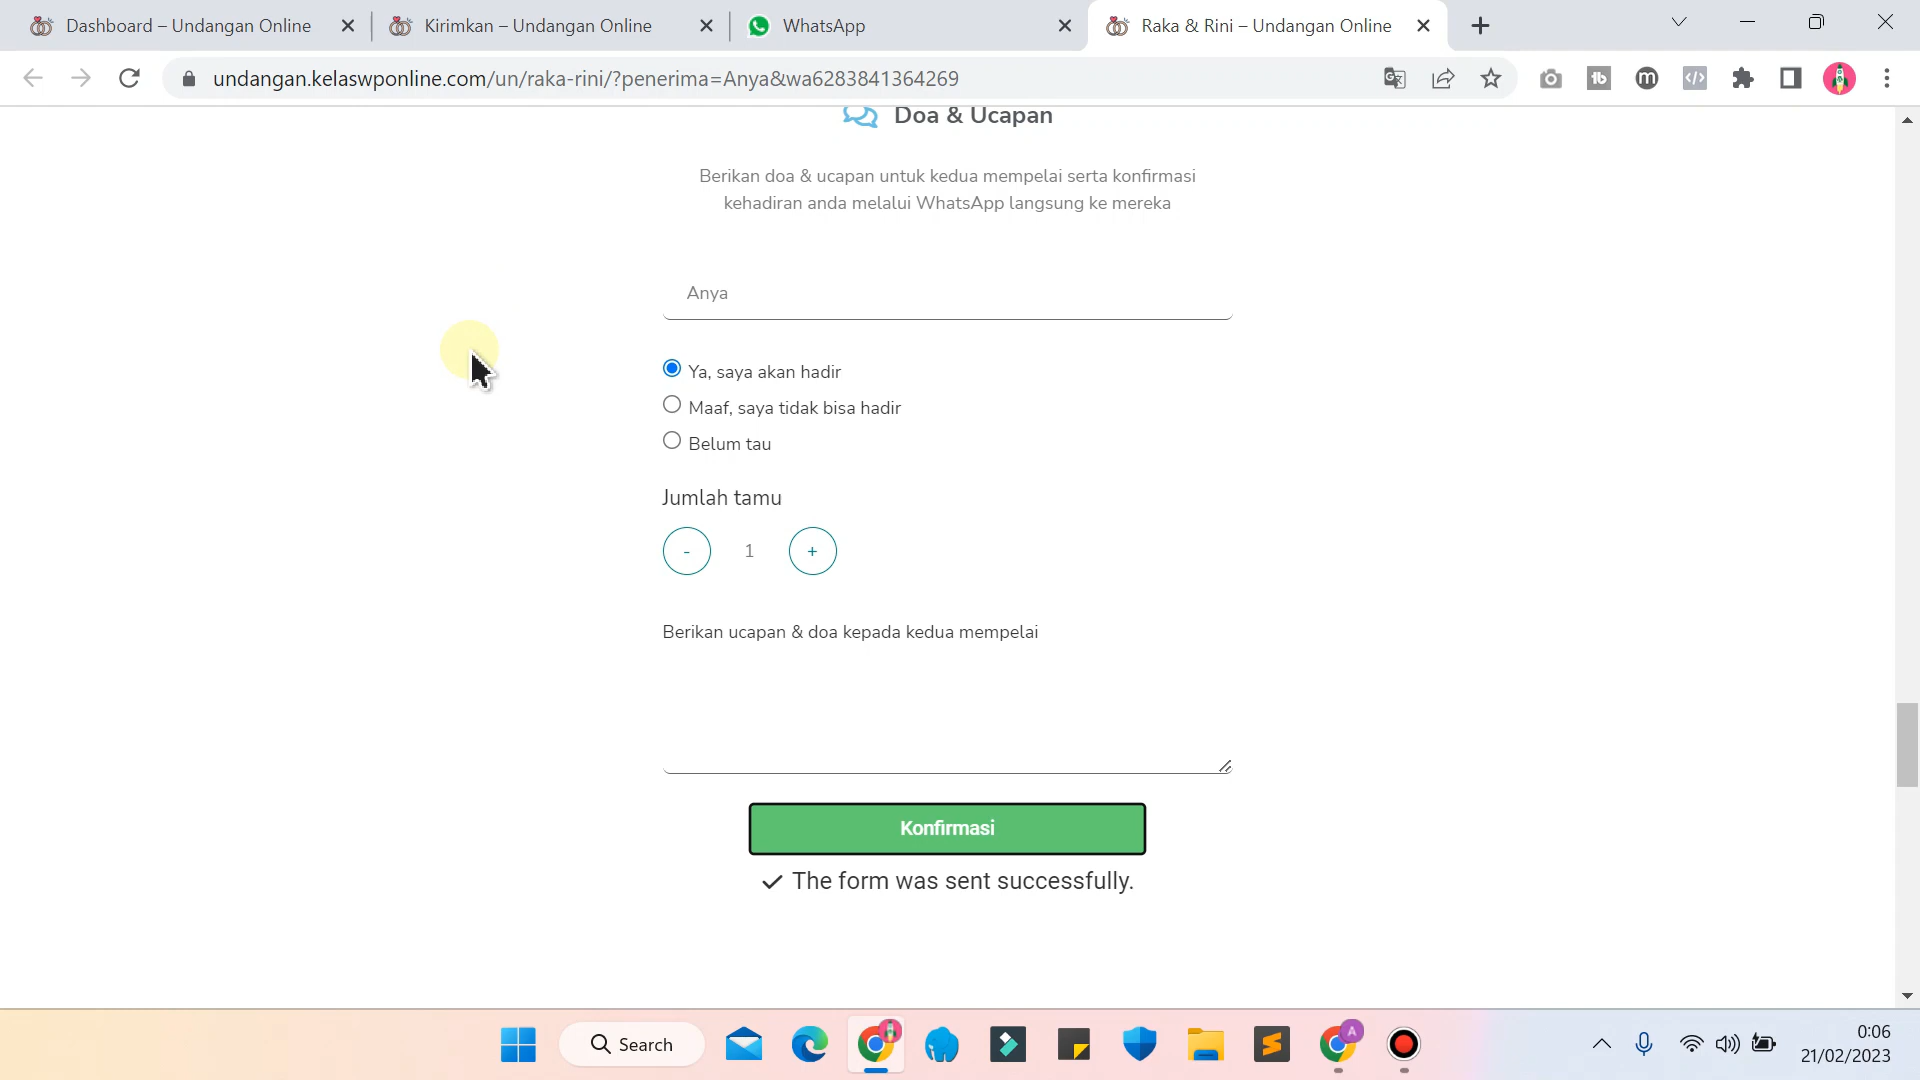 Dashboard – Undangan Online
Kirimkan – Undangan Online
WhatsApp
Raka & Rini – Undangan Online
undangan.kelaswponline.com/un/raka-rini/?penerima=Anya&wa6283841364269
Doa & Ucapan
Berikan doa & ucapan untuk kedua mempelai serta konfirmasi
kehadiran anda melalui WhatsApp langsung ke mereka
Anya
Ya, saya akan hadir
Maaf, saya tidak bisa hadir
Belum tau
Jumlah tamu
- 1 +
Berikan ucapan & doa kepada kedua mempelai
Konfirmasi
The form was sent successfully.
Search
A
0:06
21/02/2023